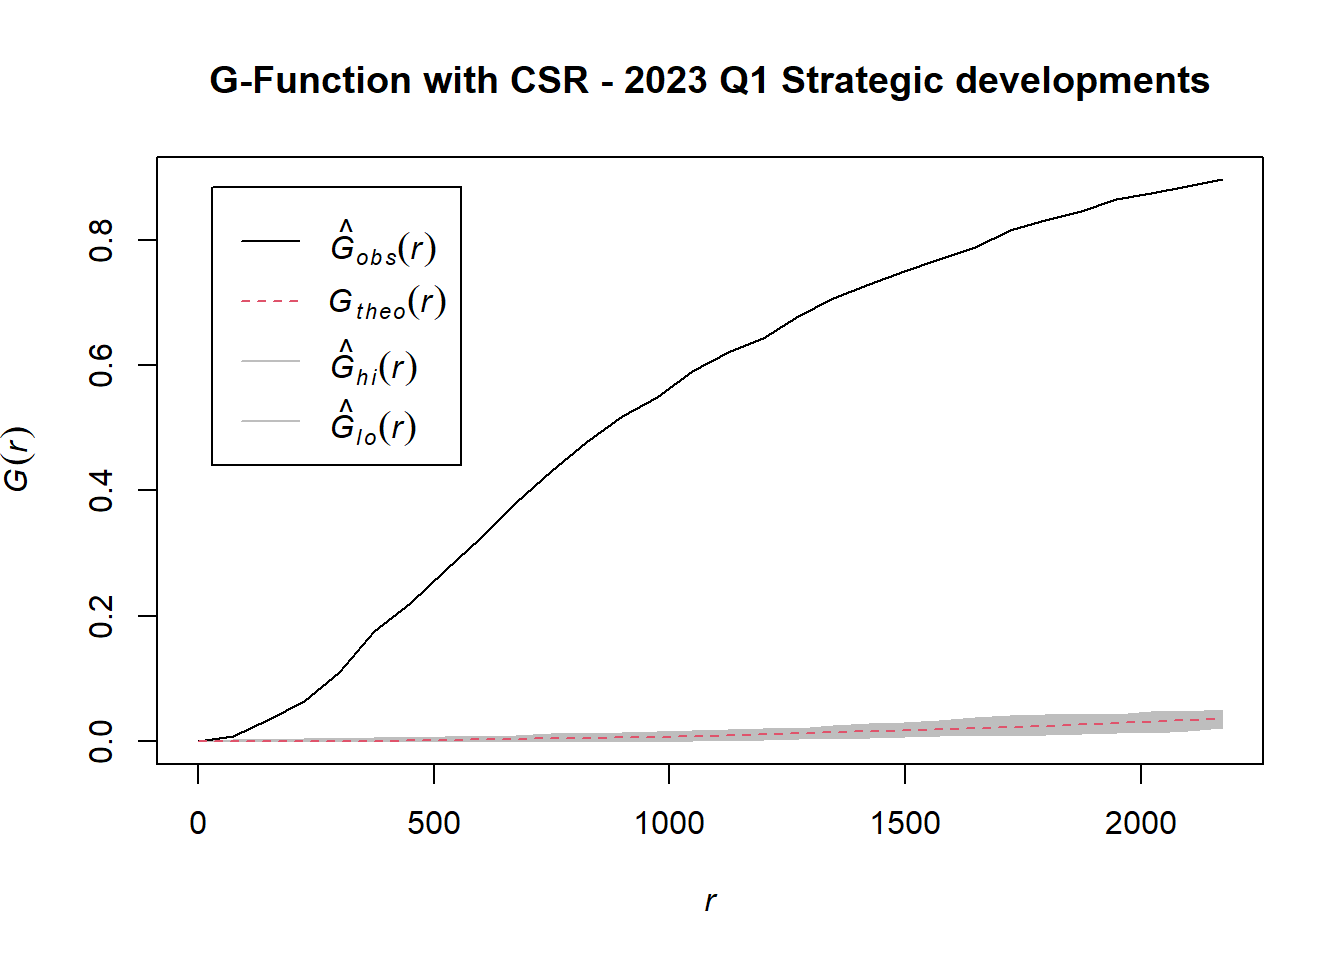 G-Function with CSR - 2023 Q1 Strategic developments
Ĝobs(r)
Gtheo(r)
Ĝhi(r)
Ĝlo(r)
G(r)
0.8
0.6
0.4
0.2
0.0
0 500 1000 1500 2000
r